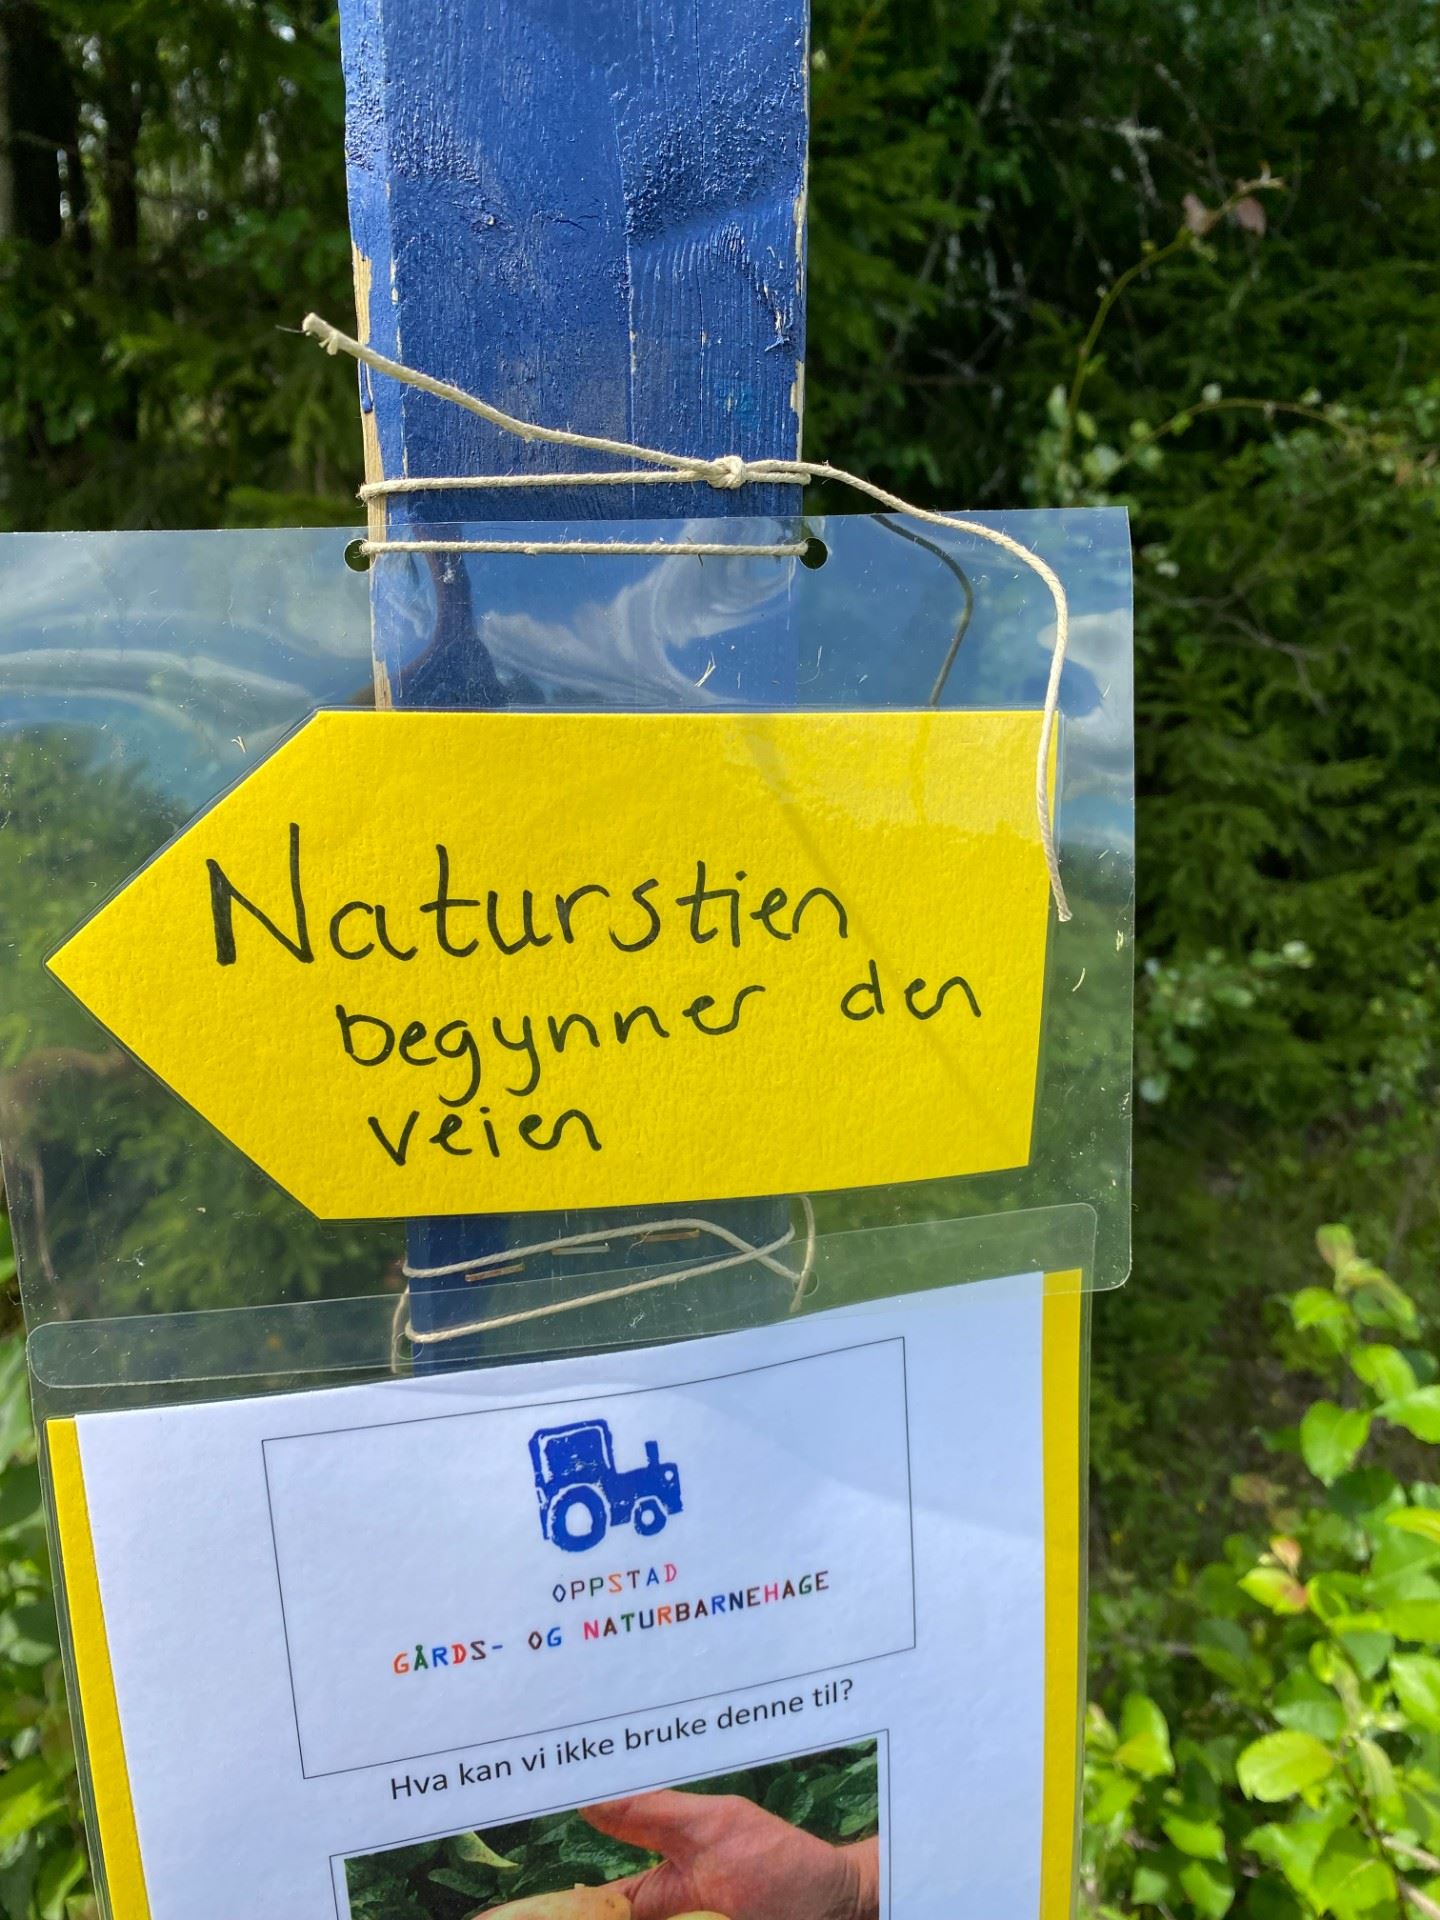 Naturstien
begynner den
veien
OPPSTAD
GÅRDS- OG NATURBARNEHAGE
Hva kan vi ikke bruke denne til?